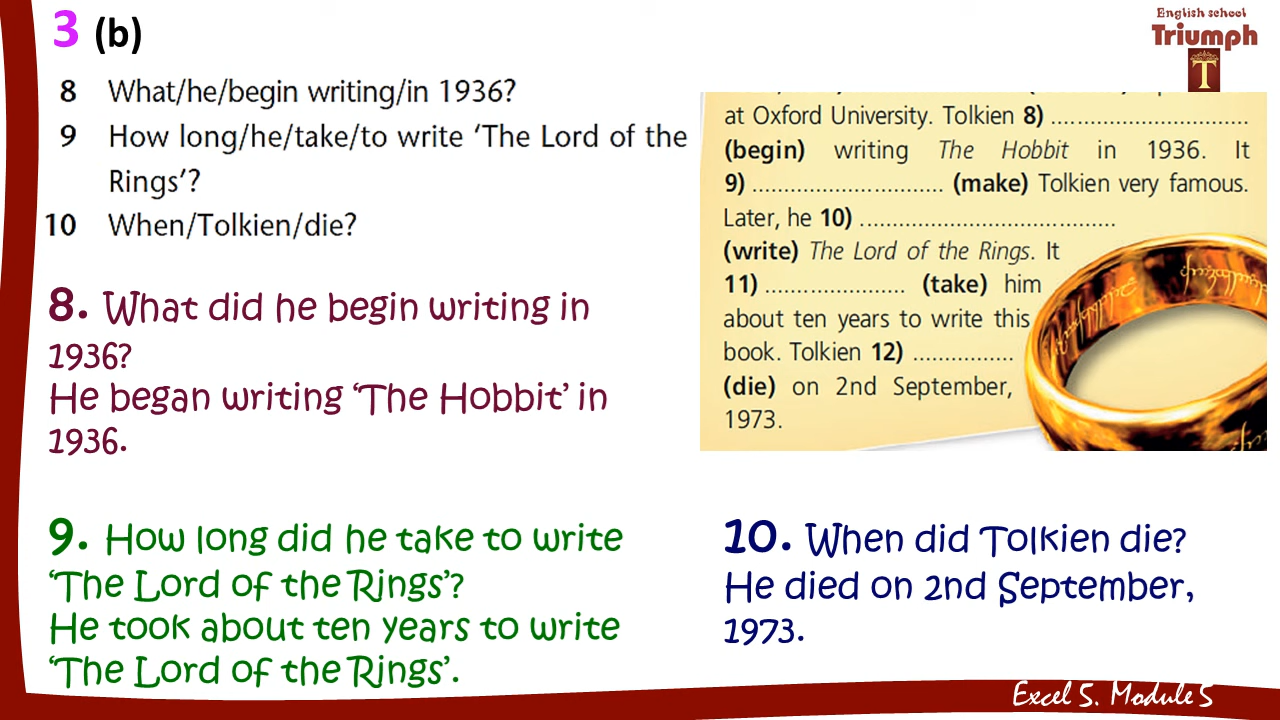 3 (b)
English school
Triumph
T
8 What/he/begin writing/in 1936?
9 How long/he/take/to write ‘The Lord of the
Rings’?
10 When/Tolkien/die?
at Oxford University. Tolkien 8) ..............................
(begin) writing The Hobbit in 1936. It
9) ............................. (make) Tolkien very famous.
Later, he 10) .......................................
(write) The Lord of the Rings. It
11) ..................... (take) him
about ten years to write this
book. Tolkien 12) ...............
(die) on 2nd September,
1973.
8. What did he begin writing in
1936?
He began writing ‘The Hobbit’ in
1936.
9. How long did he take to write
‘The Lord of the Rings’?
He took about ten years to write
‘The Lord of the Rings’.
10. When did Tolkien die?
He died on 2nd September,
1973.
Excel 5. Module 5